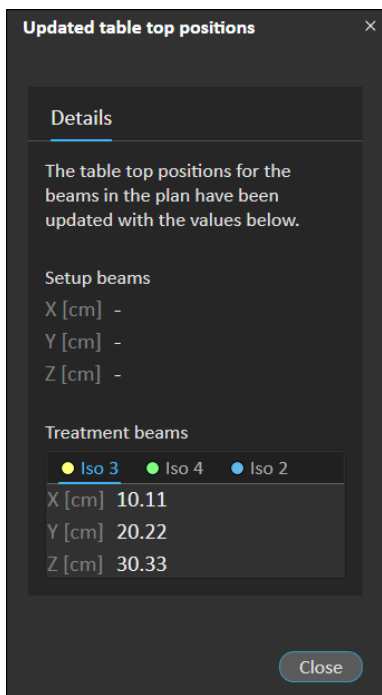 Updated table top positions ×
Details
The table top positions for the
beams in the plan have been
updated with the values below.
Setup beams
X [cm] -
Y [cm] -
Z [cm] -
Treatment beams
Iso 3 Iso 4 Iso 2
X [cm] 10.11
Y [cm] 20.22
Z [cm] 30.33
Close